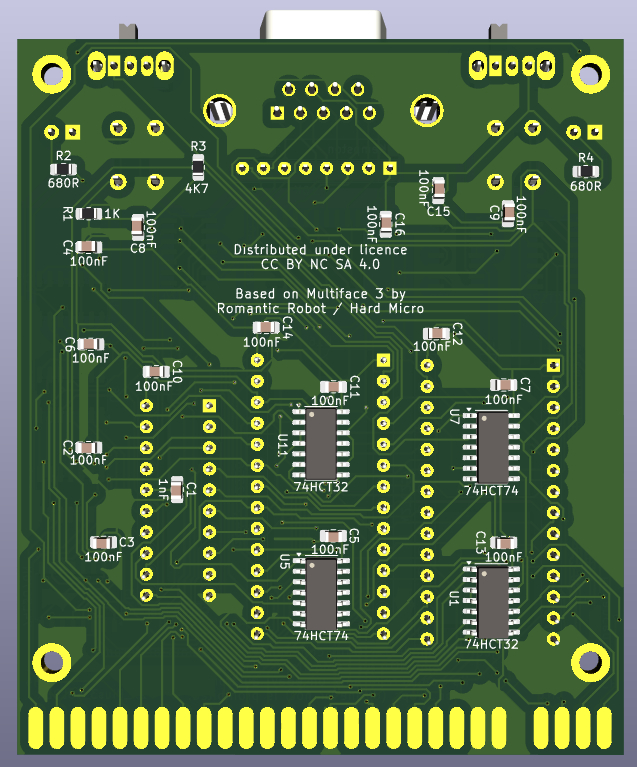 R3
R2
680R
4K7
R4
680R
R1
1K
100nF
C15
100nF
C9
100nF
C8
100nF
C16
C4
100nF
Distributed under licence
CC BY NC SA 4.0
Based on Multiface 3 by
Romantic Robot / Hard Micro
C14
100nF
C12
100nF
C6
100nF
C10
100nF
C11
100nF
C7
100nF
U11
74HCT32
U7
74HCT74
C2
100nF
1nF
C1
C3
100nF
C5
100nF
C13
100nF
U5
74HCT74
U1
74HCT32